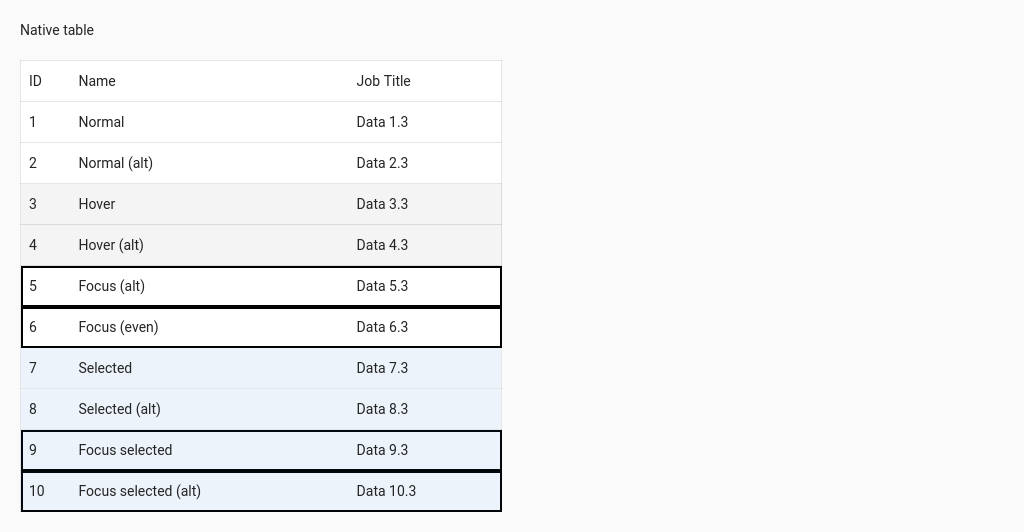 Native table
ID Name Job Title
1 Normal Data 1.3
2 Normal (alt) Data 2.3
3 Hover Data 3.3
4 Hover (alt) Data 4.3
5 Focus (alt) Data 5.3
6 Focus (even) Data 6.3
7 Selected Data 7.3
8 Selected (alt) Data 8.3
9 Focus selected Data 9.3
10 Focus selected (alt) Data 10.3